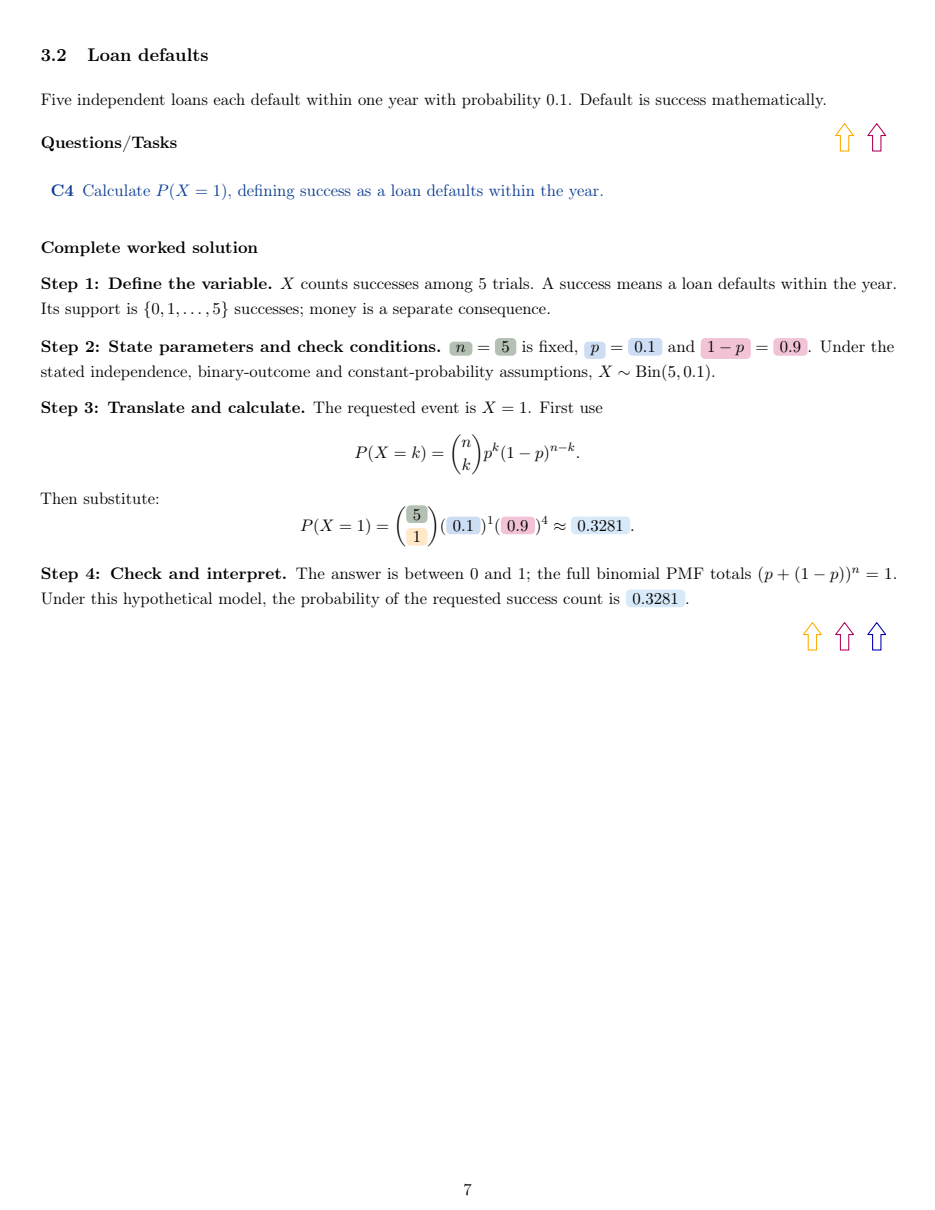 3.2 Loan defaults
Five independent loans each default within one year with probability 0.1. Default is success mathematically.
Questions/Tasks
C4 Calculate P(X = 1), defining success as a loan defaults within the year.
Complete worked solution
Step 1: Define the variable. X counts successes among 5 trials. A success means a loan defaults within the year.
Its support is {0, 1, . . . , 5} successes; money is a separate consequence.
Step 2: State parameters and check conditions. n = 5 is fixed, p = 0.1 and 1 − p = 0.9 . Under the
stated independence, binary-outcome and constant-probability assumptions, X ∼ Bin(5, 0.1).
Step 3: Translate and calculate. The requested event is X = 1. First use
P(X = k) = (n k) p^k (1 − p)^{n−k}.
Then substitute:
P(X = 1) = (5 1) ( 0.1 )^1 ( 0.9 )^4 ≈ 0.3281 .
Step 4: Check and interpret. The answer is between 0 and 1; the full binomial PMF totals (p + (1 − p))^n = 1.
Under this hypothetical model, the probability of the requested success count is 0.3281 .
7